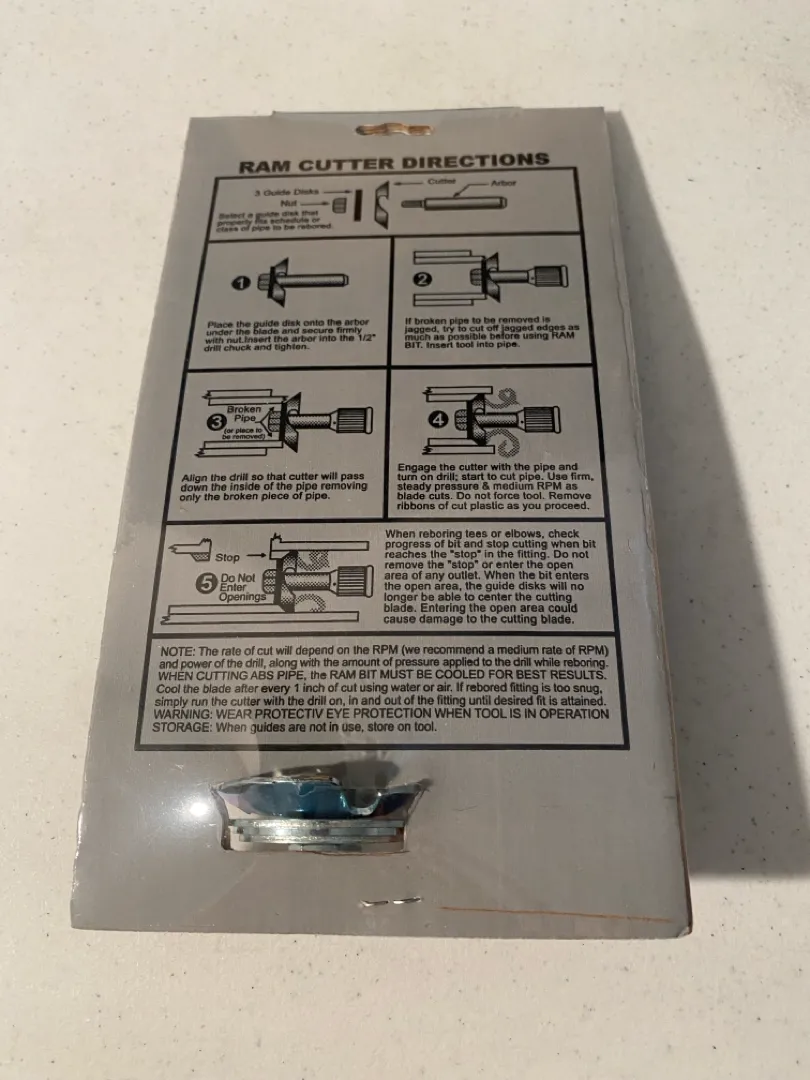 RAM CUTTER DIRECTIONS
3 Guide Disks
Cutter
Arbor
Nut
Select a guide disk that
properly fits schedule or
class of pipe to be rebored.
1
Place the guide disk onto the arbor
under the blade and secure firmly
with nut.Insert the arbor into the 1/2"
drill chuck and tighten.
2
If broken pipe to be removed is
jagged, try to cut off jagged edges as
much as possible before using RAM
BIT. Insert tool into pipe.
3
Broken
Pipe
(or place to
be removed)
Align the drill so that cutter will pass
down the inside of the pipe removing
only the broken piece of pipe.
4
Engage the cutter with the pipe and
turn on drill; start to cut pipe. Use firm,
steady pressure & medium RPM as
blade cuts. Do not force tool. Remove
ribbons of cut plastic as you proceed.
Stop
5 Do Not
Enter
Openings
When reboring tees or elbows, check
progress of bit and stop cutting when bit
reaches the "stop" in the fitting. Do not
remove the "stop" or enter the open
area of any outlet. When the bit enters
the open area, the guide disks will no
longer be able to center the cutting
blade. Entering the open area could
cause damage to the cutting blade.
NOTE: The rate of cut will depend on the RPM (we recommend a medium rate of RPM)
and power of the drill, along with the amount of pressure applied to the drill while reboring.
WHEN CUTTING ABS PIPE, the RAM BIT MUST BE COOLED FOR BEST RESULTS.
Cool the blade after every 1 inch of cut using water or air. If rebored fitting is too snug,
simply run the cutter with the drill on, in and out of the fitting until desired fit is attained.
WARNING: WEAR PROTECTIV EYE PROTECTION WHEN TOOL IS IN OPERATION
STORAGE: When guides are not in use, store on tool.